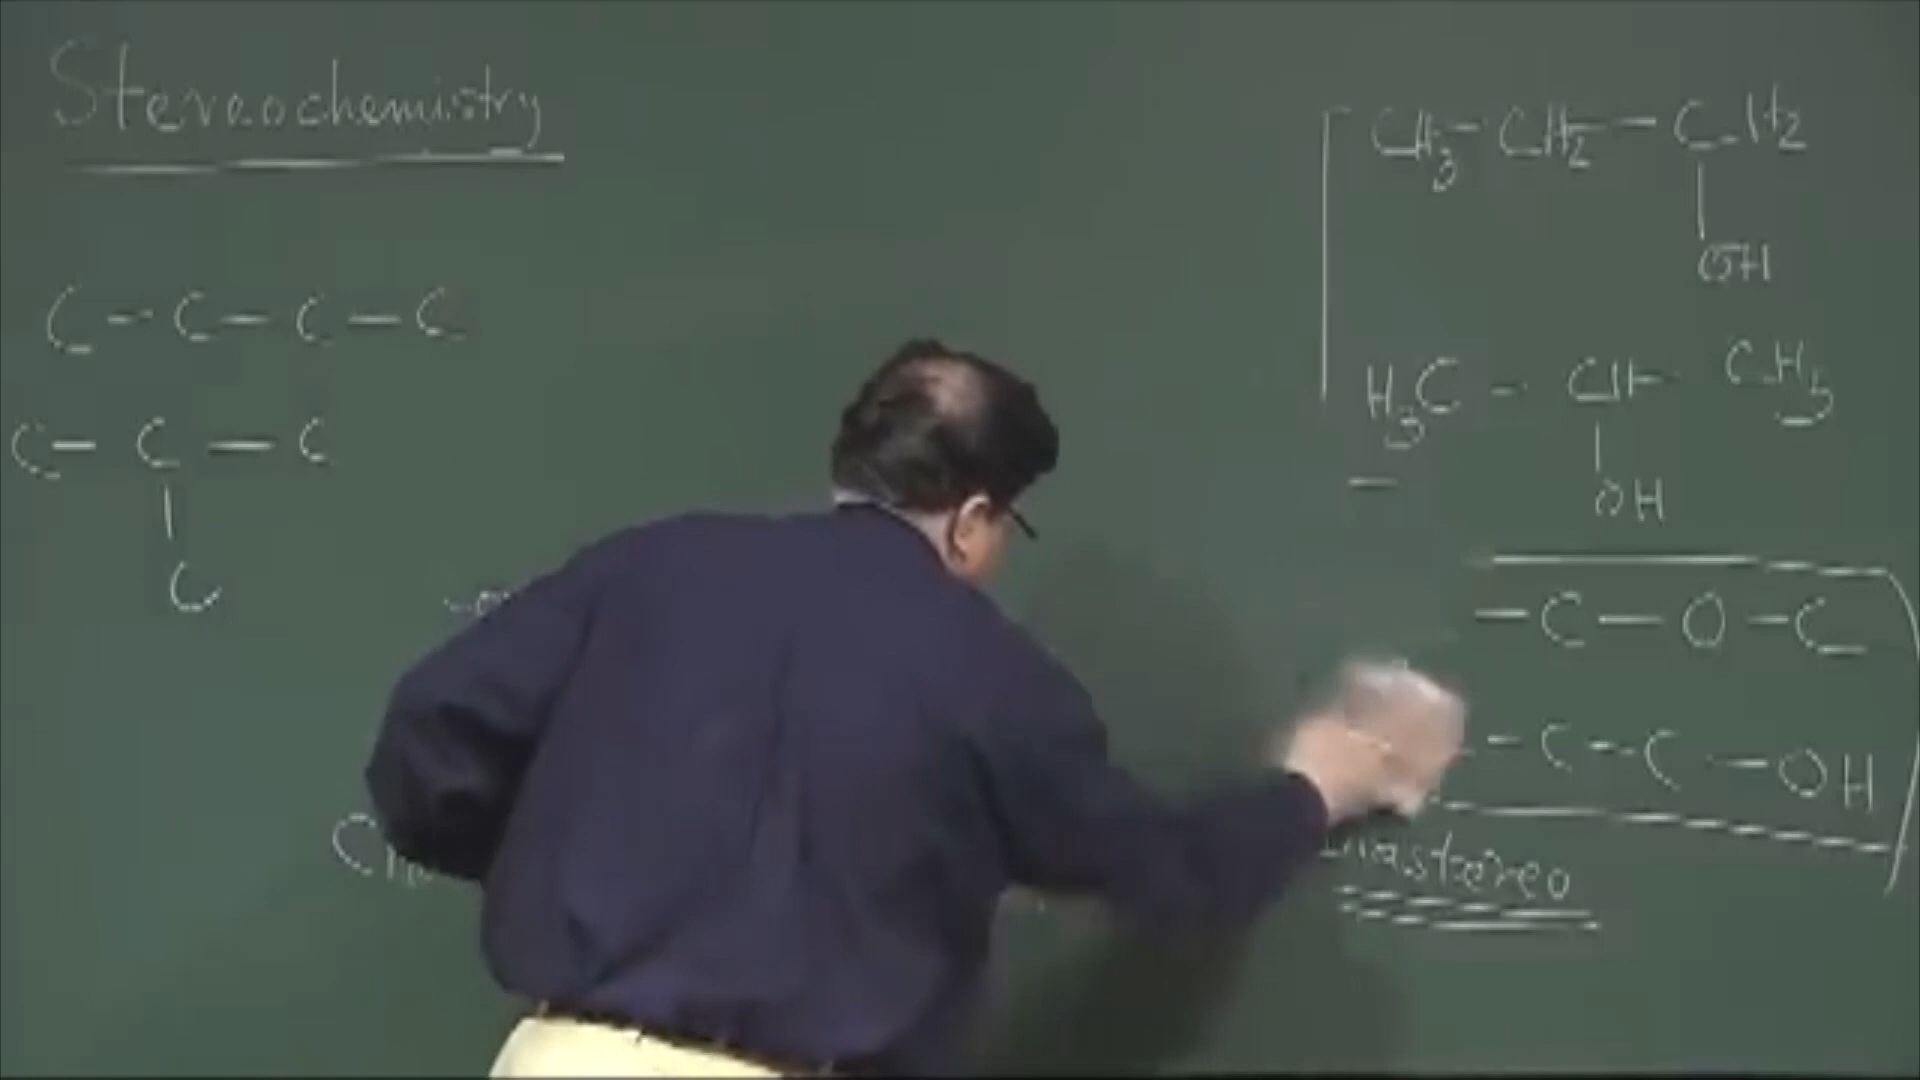 Stereochemistry
C - C - C - C
C - C - C
|
C
CH3 - CH2 - CH2
|
OH
H3C - CH - CH3
|
OH
- C - O - C
- C - C - OH
Diastereo